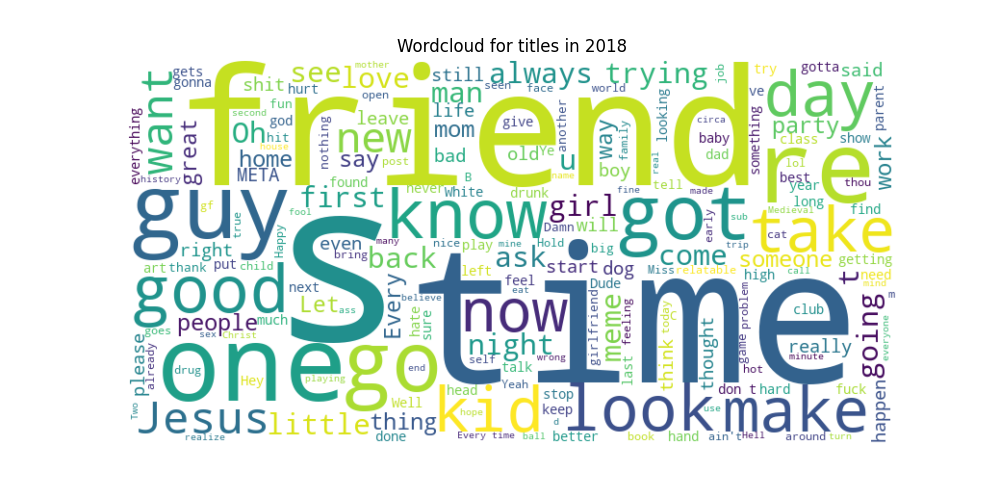 Wordcloud for titles in 2018
everything
gets
gonna
want
great
friend
shit
hurt
see
love
mother
open
man
still
always
seen
face
trying
world
job
try
ve
gotta
said
day
parent
fun
god
second
Oh
hit
home
house
META
history
nothing
leave
new
say
post
found
life
mom
bad
give
another
old
Ye
u
way
boy
name
family
looking
real
tell
circa
baby
dad
something
party
class
lol
best
show
re
thou
work
guy
gf
true
fool
Happy
first
never
White
drunk
know
girl
Damn
will
got
fine
made
early
sub
year
long
Medieval
cat
find
take
right
even
many
bring
back
nice
play
mine
Hold
ask
big
come
Miss
relatable
trip
someone
high
call
getting
need
mind
t
m
art
thank
put
child
good
next
Let
ass
s
Every
believe
left
feel
eat
start
dog
Dude
time
club
goes
people
much
sex
Christ
hate
sure
now
night
self
wrong
talk
girlfriend
feeling
meme
last
today
think
thought
game
problem
hot
minute
really
going
everyone
please
already
drug
one
Hey
playing
go
end
Yeah
head
stop
don t
hard
fuck
happen
Two
Jesus
realize
little
Well
thing
done
kid
hope
Every time
d
ball
keep
better
look
book
hand
use
ain't
Hell
make
around
turn
B